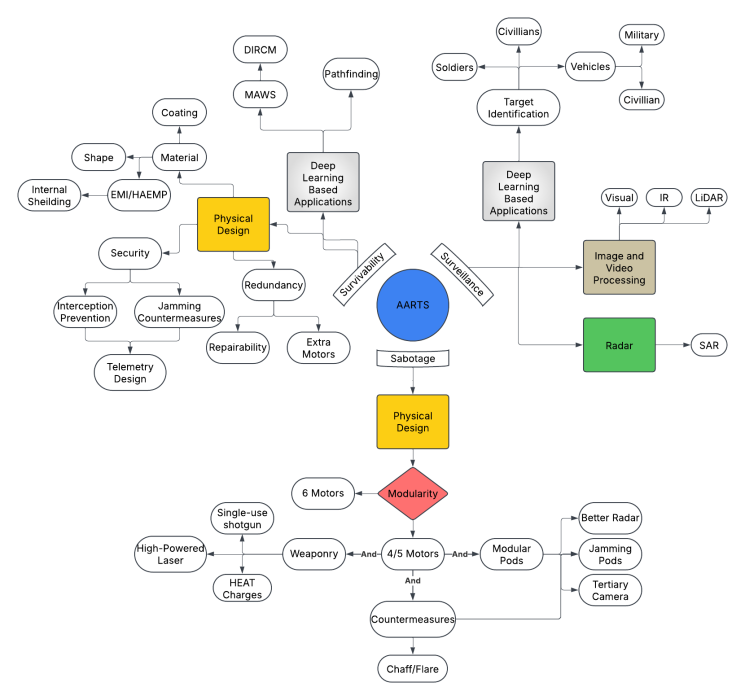 Civillians
Military
DIRCM
Soldiers
Vehicles
Pathfinding
MAWS
Target
Identification
Civillian
Coating
Shape
Material
Deep
Learning
Based
Applications
Deep
Learning
Based
Applications
Internal
Sheilding
EMI/HAEMP
Visual
IR
LiDAR
Physical
Design
Security
Survivability
Surveillance
Image and
Video
Processing
Redundancy
AARTS
Interception
Prevention
Jamming
Countermeasures
Repairability
Extra
Motors
Radar
SAR
Sabotage
Telemetry
Design
Physical
Design
6 Motors
Modularity
Single-use
shotgun
Better Radar
High-Powered
Laser
Weaponry
And
4/5 Motors
And
Modular
Pods
Jamming
Pods
And
HEAT
Charges
Tertiary
Camera
Countermeasures
Chaff/Flare